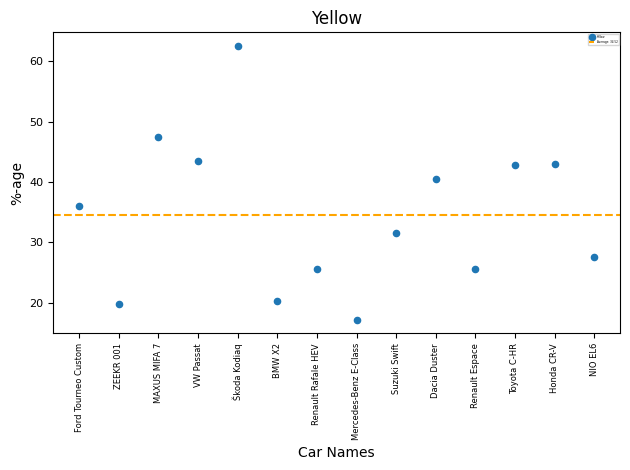 Yellow
%-age
60
50
40
30
20
Ford Tourneo Custom
ZEEKR 001
MAXUS MIFA 7
VW Passat
Škoda Kodiaq
BMW X2
Renault Rafale HEV
Mercedes-Benz E-Class
Suzuki Swift
Dacia Duster
Renault Espace
Toyota C-HR
Honda CR-V
NIO EL6
Car Names